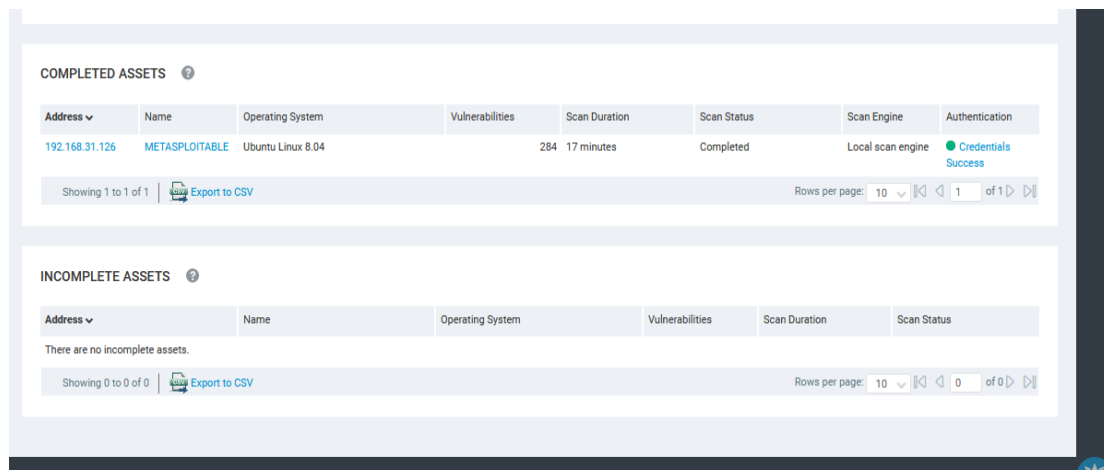 COMPLETED ASSETS ?
Address Name Operating System Vulnerabilities Scan Duration Scan Status Scan Engine Authentication
192.168.31.126 METASPLOITABLE Ubuntu Linux 8.04 284 17 minutes Completed Local scan engine Credentials
Success
Showing 1 to 1 of 1 CSV Export to CSV Rows per page: 10 1 of 1
INCOMPLETE ASSETS ?
Address Name Operating System Vulnerabilities Scan Duration Scan Status
There are no incomplete assets.
Showing 0 to 0 of 0 CSV Export to CSV Rows per page: 10 0 of 0